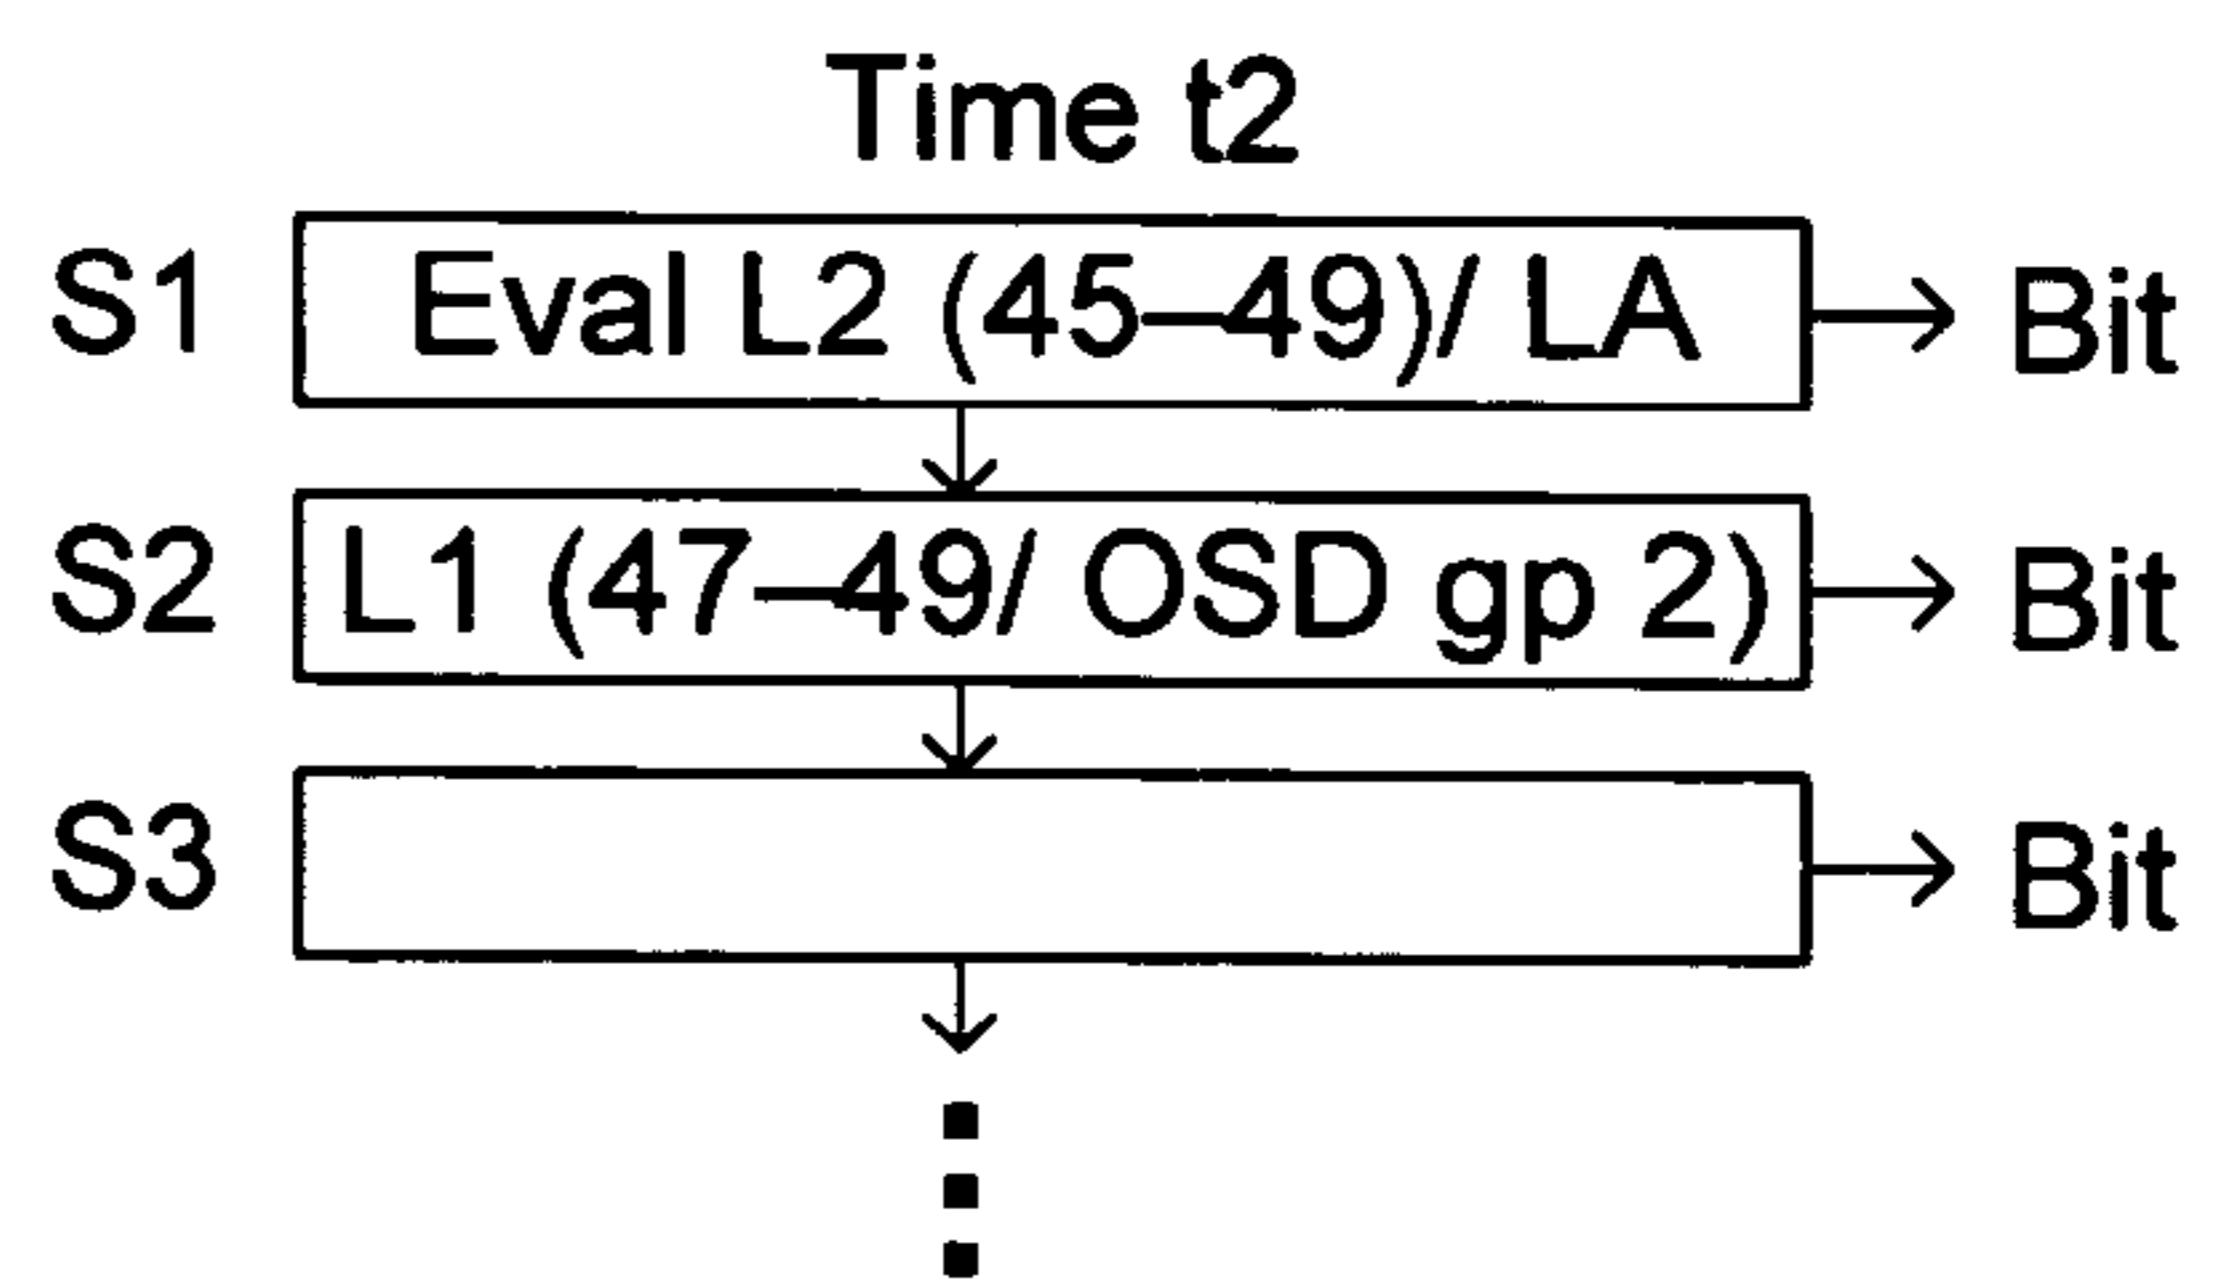 Time t2
S1 Eval L2 (45–49)/ LA Bit
S2 L1 (47–49/ OSD gp 2) Bit
S3 Bit